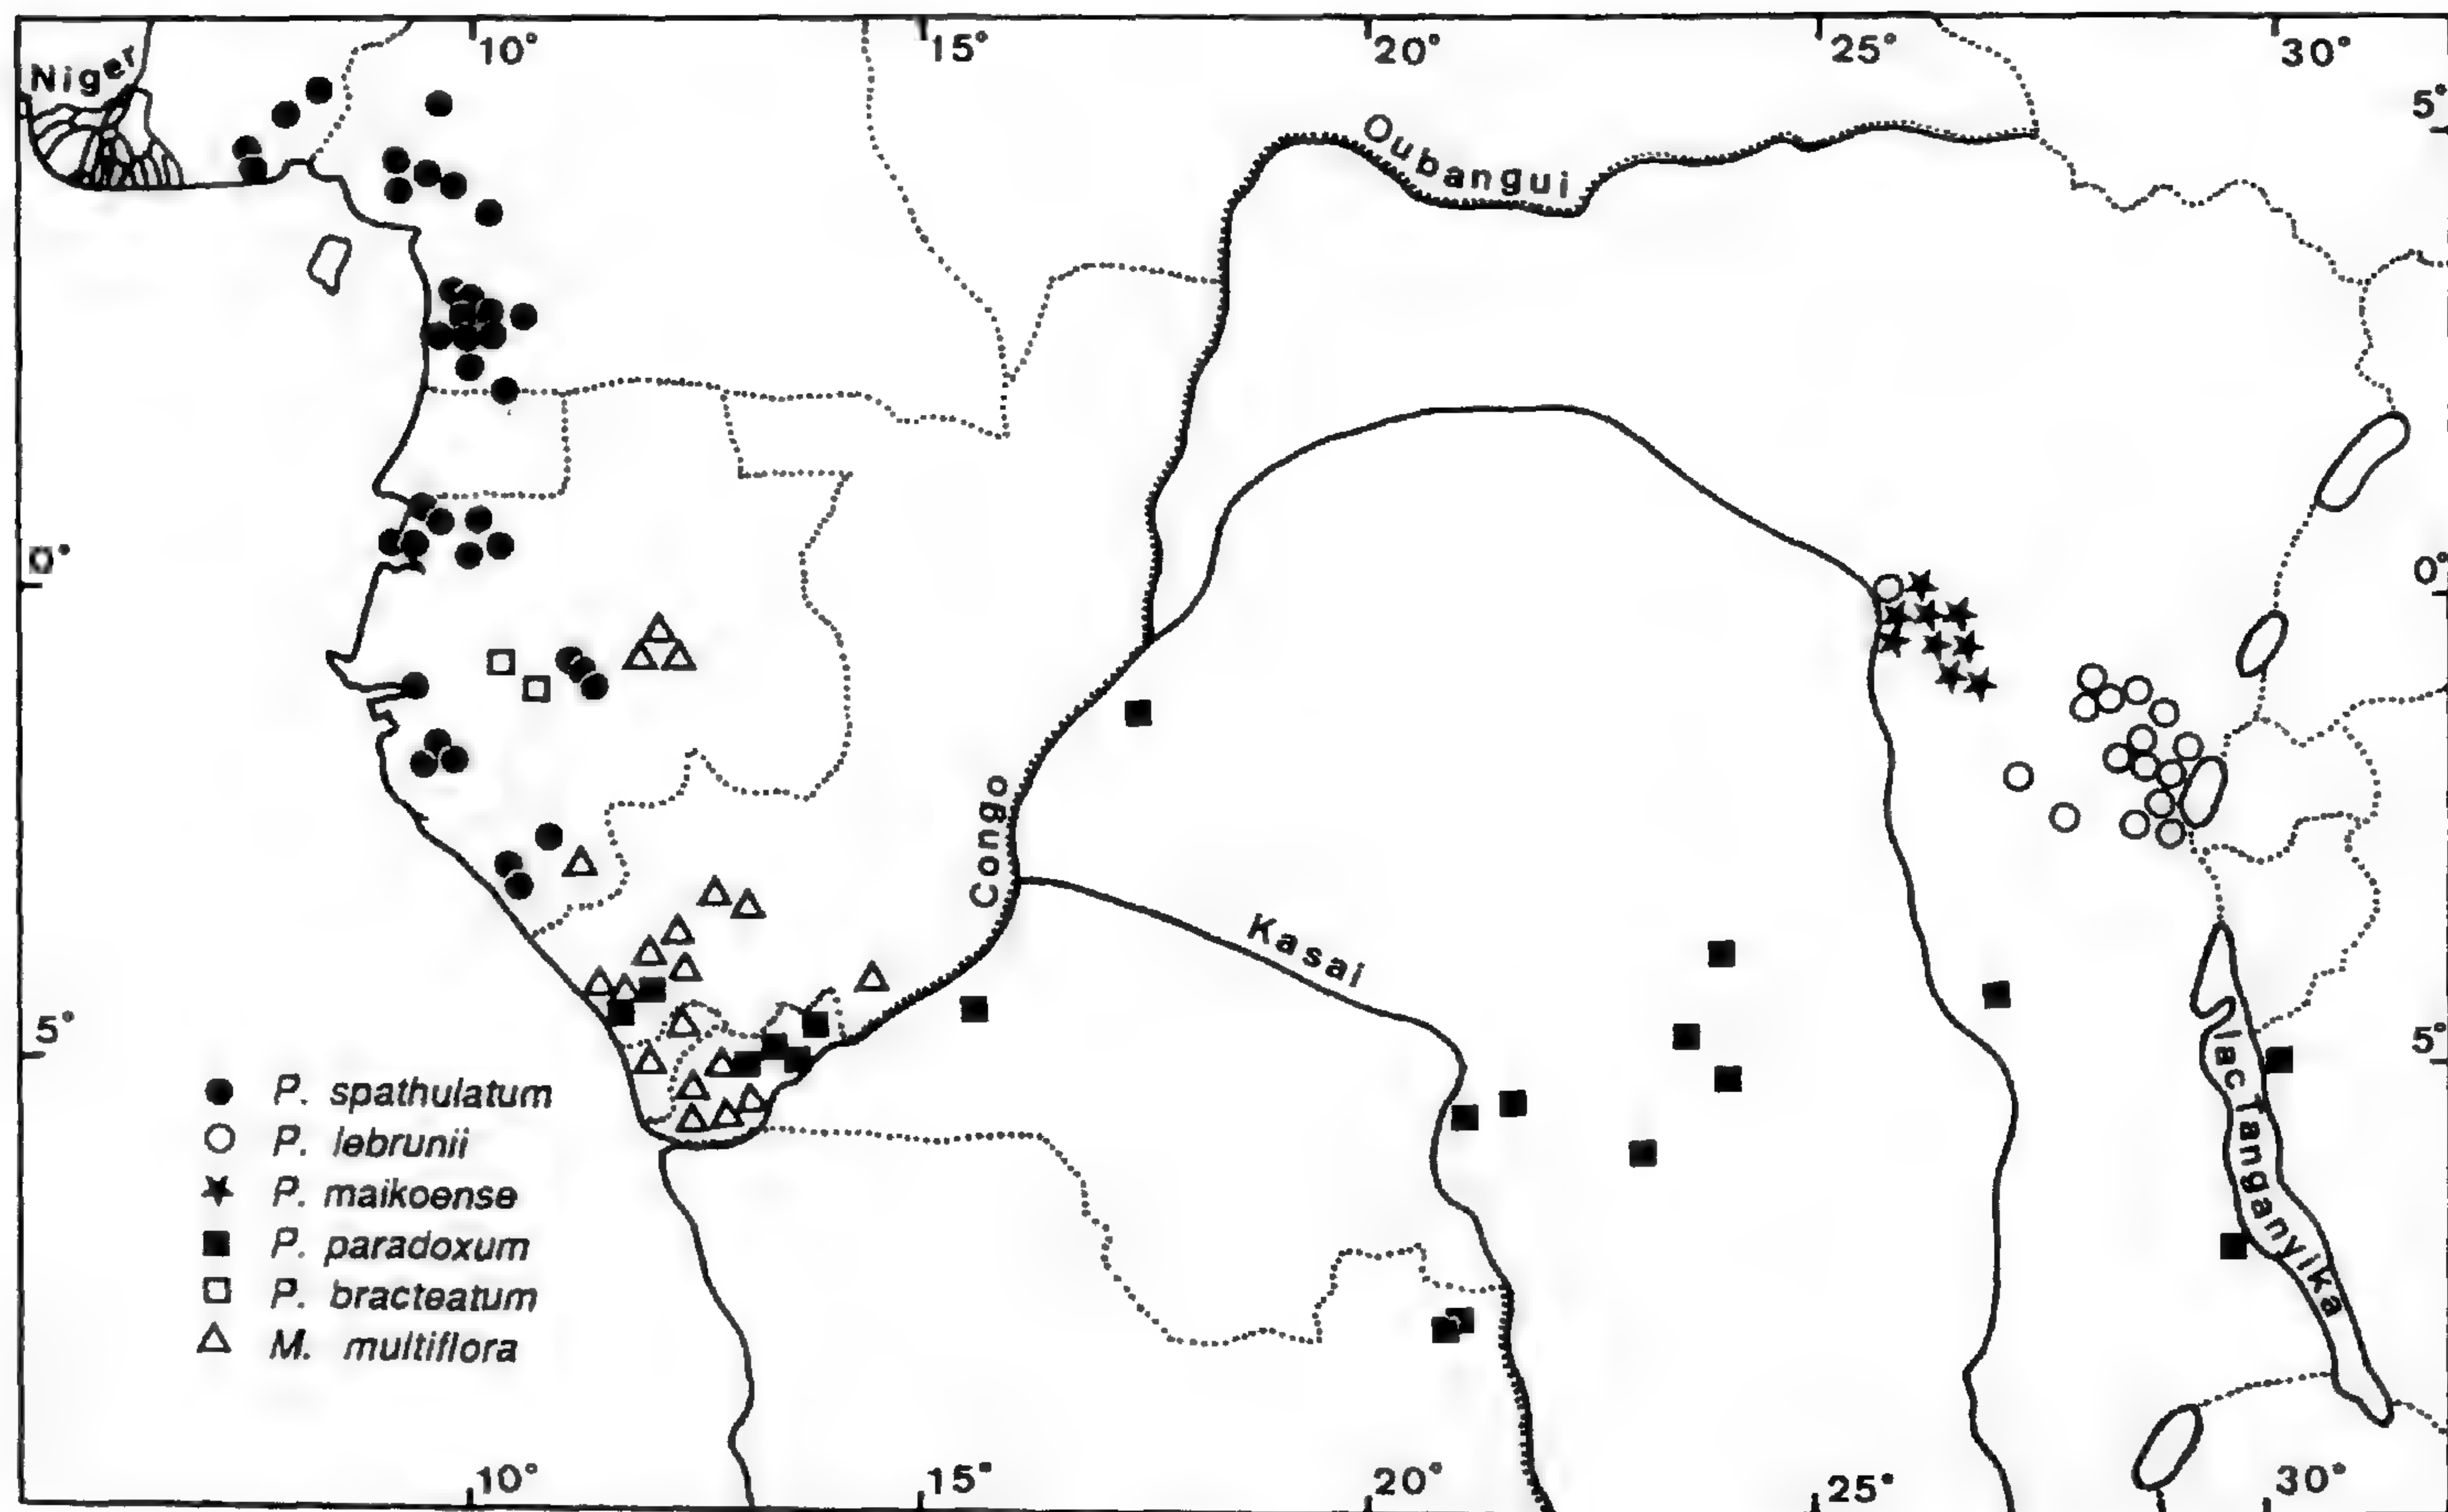 10° 15° 20° 25° 30°
Niger
5°
Oubangui
0° 0°
Congo
Kasai
5° 5°
lac Tanganyika
P. spathulatum
P. lebrunii
P. maikoense
P. paradoxum
P. bracteatum
M. multiflora
10° 15° 20° 25° 30°